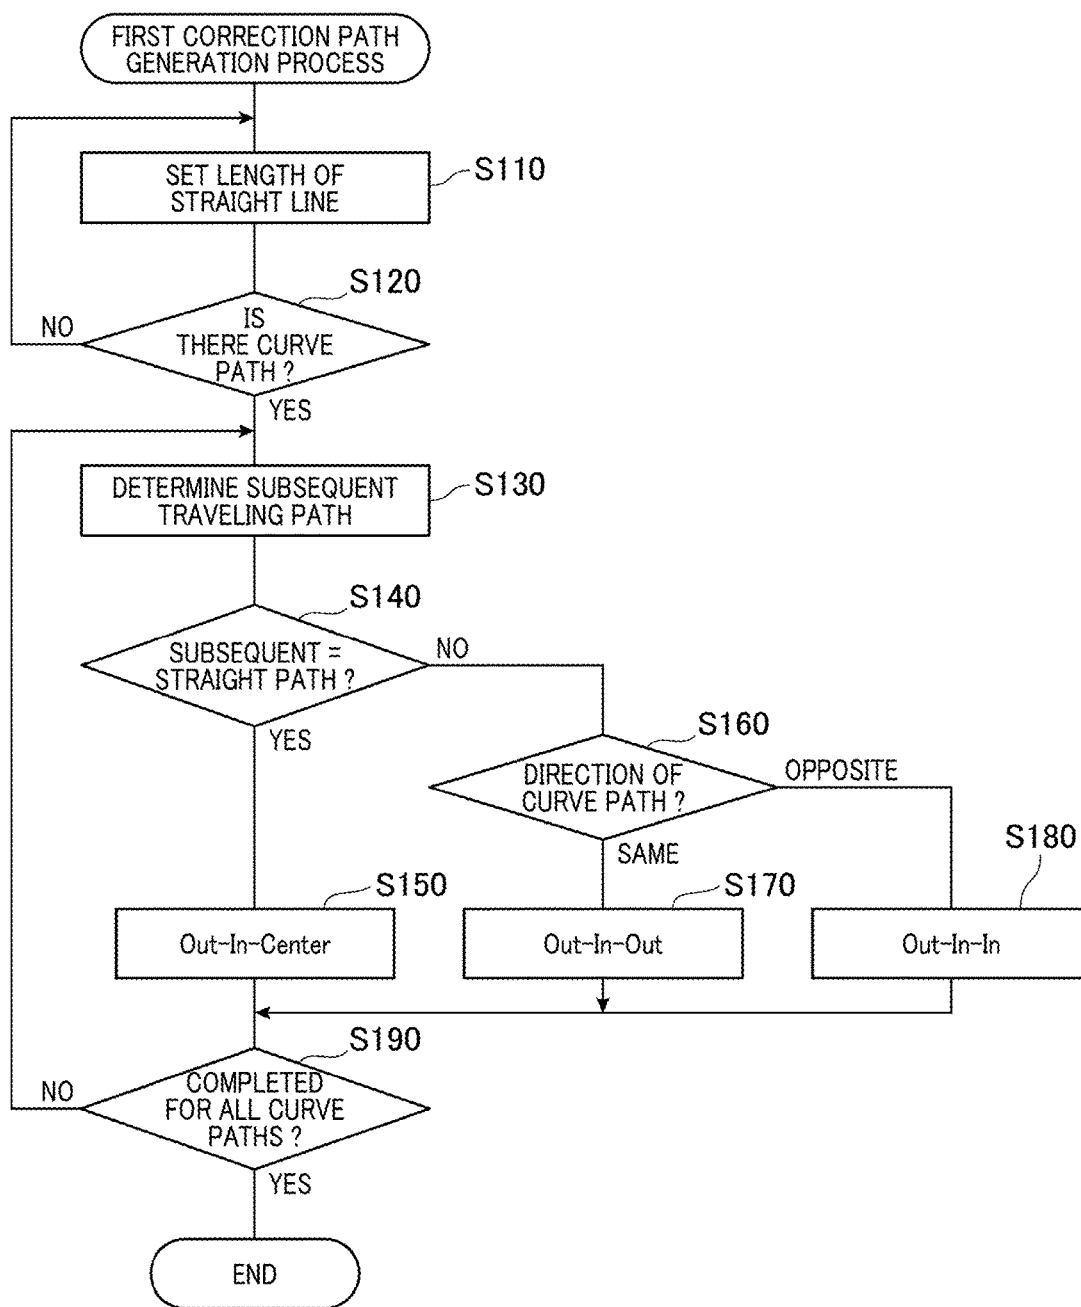 FIRST CORRECTION PATH
GENERATION PROCESS
SET LENGTH OF
STRAIGHT LINE
S110
S120
IS
THERE CURVE
PATH ?
NO
YES
DETERMINE SUBSEQUENT
TRAVELING PATH
S130
S140
SUBSEQUENT =
STRAIGHT PATH ?
NO
YES
S160
DIRECTION OF
CURVE PATH ?
OPPOSITE
SAME
S150
Out-In-Center
S170
Out-In-Out
S180
Out-In-In
S190
COMPLETED
FOR ALL CURVE
PATHS ?
NO
YES
END